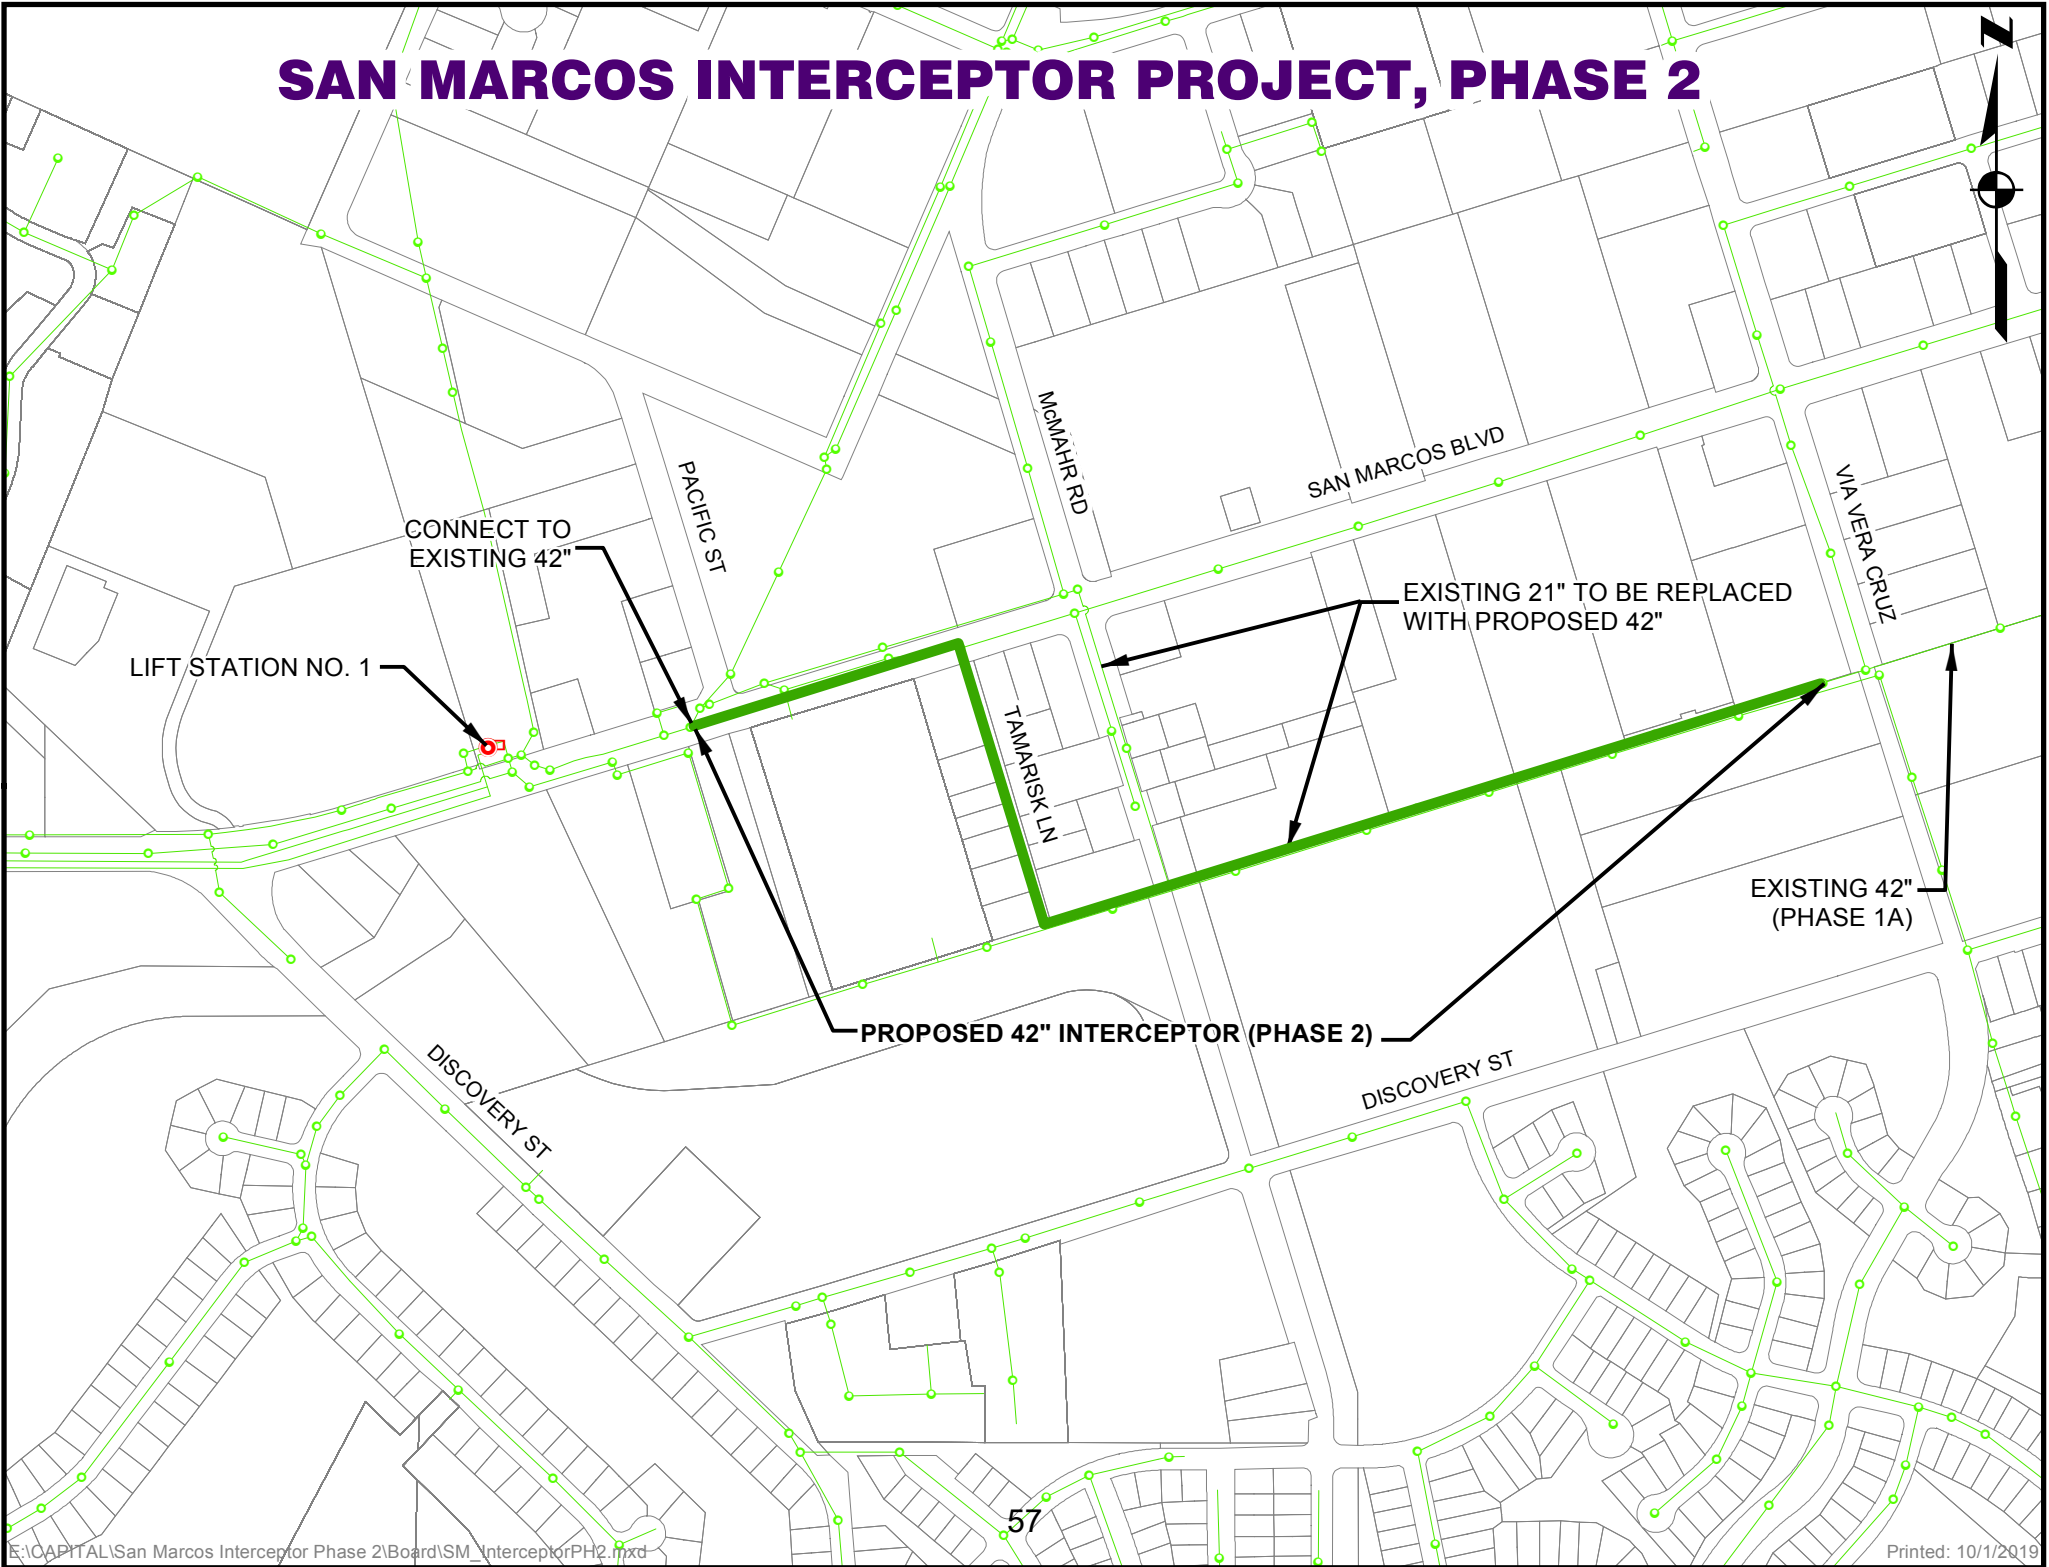 SAN MARCOS INTERCEPTOR PROJECT, PHASE 2
N
McMAHR RD
SAN MARCOS BLVD
PACIFIC ST
VIA VERA CRUZ
CONNECT TO
EXISTING 42"
EXISTING 21" TO BE REPLACED
WITH PROPOSED 42"
LIFT STATION NO. 1
TAMARISK LN
EXISTING 42"
(PHASE 1A)
PROPOSED 42" INTERCEPTOR (PHASE 2)
DISCOVERY ST
DISCOVERY ST
57
E:\CAPITAL\San Marcos Interceptor Phase 2\Board\SM_InterceptorPH2.mxd
Printed: 10/1/2019